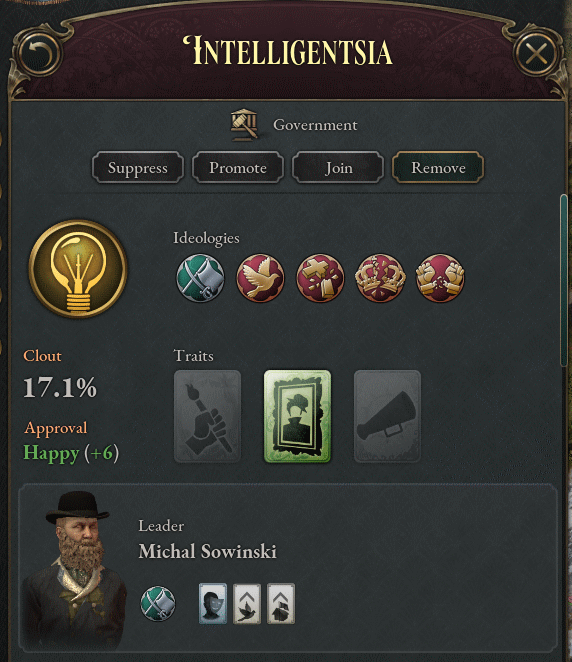 INTELLIGENTSIA
Government
Suppress Promote Join Remove
Ideologies
Clout
17.1%
Traits
Approval
Happy (+6)
Leader
Michal Sowinski